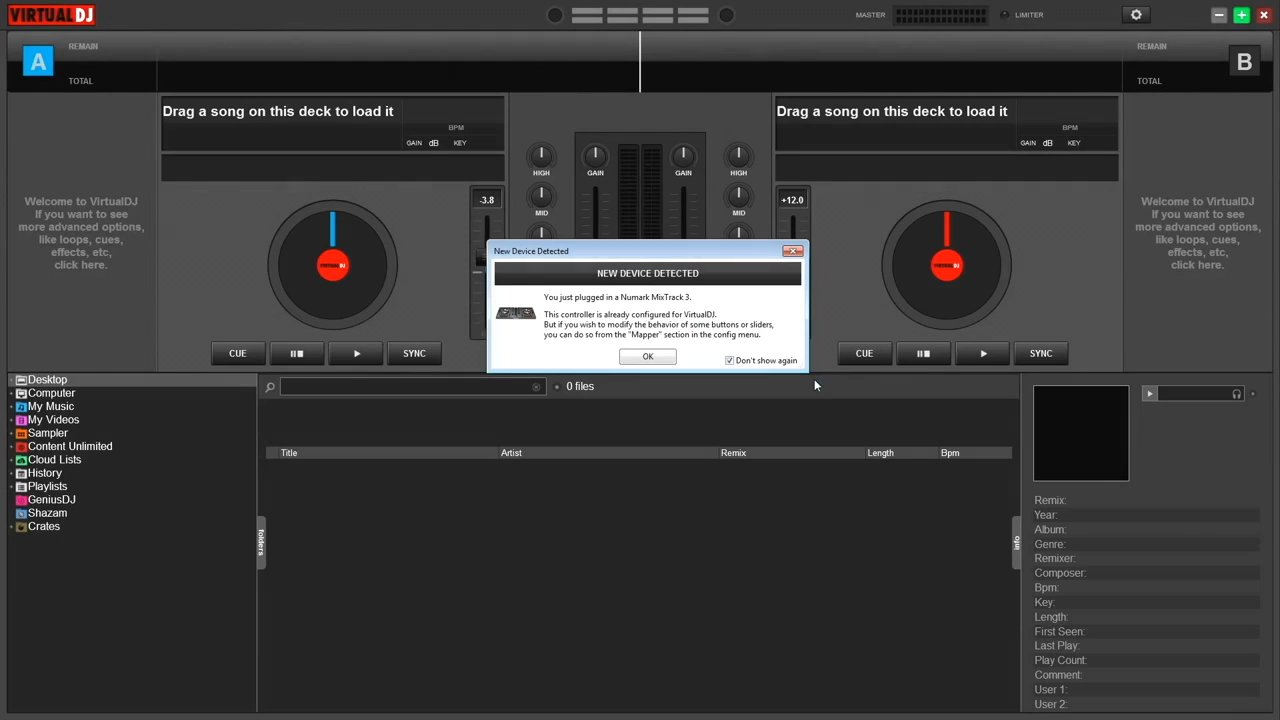 VIRTUALDJ
MASTER
LIMITER
A
REMAIN
TOTAL
REMAIN
TOTAL
B
Drag a song on this deck to load it
BPM
GAIN dB KEY
Drag a song on this deck to load it
BPM
GAIN dB KEY
Welcome to VirtualDJ
If you want to see
more advanced options,
like loops, cues,
effects, etc,
click here.
VIRTUALDJ
-3.8
HIGH
MID
GAIN
GAIN
HIGH
MID
+12.0
VIRTUALDJ
Welcome to VirtualDJ
If you want to see
more advanced options,
like loops, cues,
effects, etc,
click here.
New Device Detected
NEW DEVICE DETECTED
You just plugged in a Numark MixTrack 3.
This controller is already configured for VirtualDJ.
But if you wish to modify the behavior of some buttons or sliders,
you can do so from the "Mapper" section in the config menu.
OK
Don't show again
CUE
SYNC
CUE
SYNC
Desktop
Computer
My Music
My Videos
Sampler
Content Unlimited
Cloud Lists
History
Playlists
GeniusDJ
Shazam
Crates
folders
0 files
Title Artist Remix Length Bpm
info
Remix:
Year:
Album:
Genre:
Remixer:
Composer:
Bpm:
Key:
Length:
First Seen:
Last Play:
Play Count:
Comment:
User 1:
User 2: